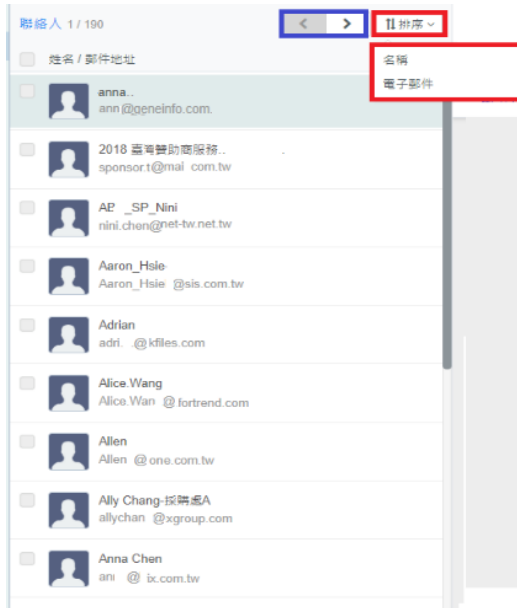 聯絡人 1 / 190
< >
排序
名稱
電子郵件
姓名 / 郵件地址
anna..
ann@geneinfo.com.
2018 臺灣贊助商服務..
sponsor.t@mai com.tw
_SP_Nini
nini.chen@net-tw.net.tw
Aaron_Hsie
Aaron_Hsie @sis.com.tw
Adrian
adri. .@kfiles.com
Alice.Wang
Alice.Wan @fortrend.com
Allen
Allen @one.com.tw
Ally Chang-採購處A
allychan @xgroup.com
Anna Chen
@ ix.com.tw